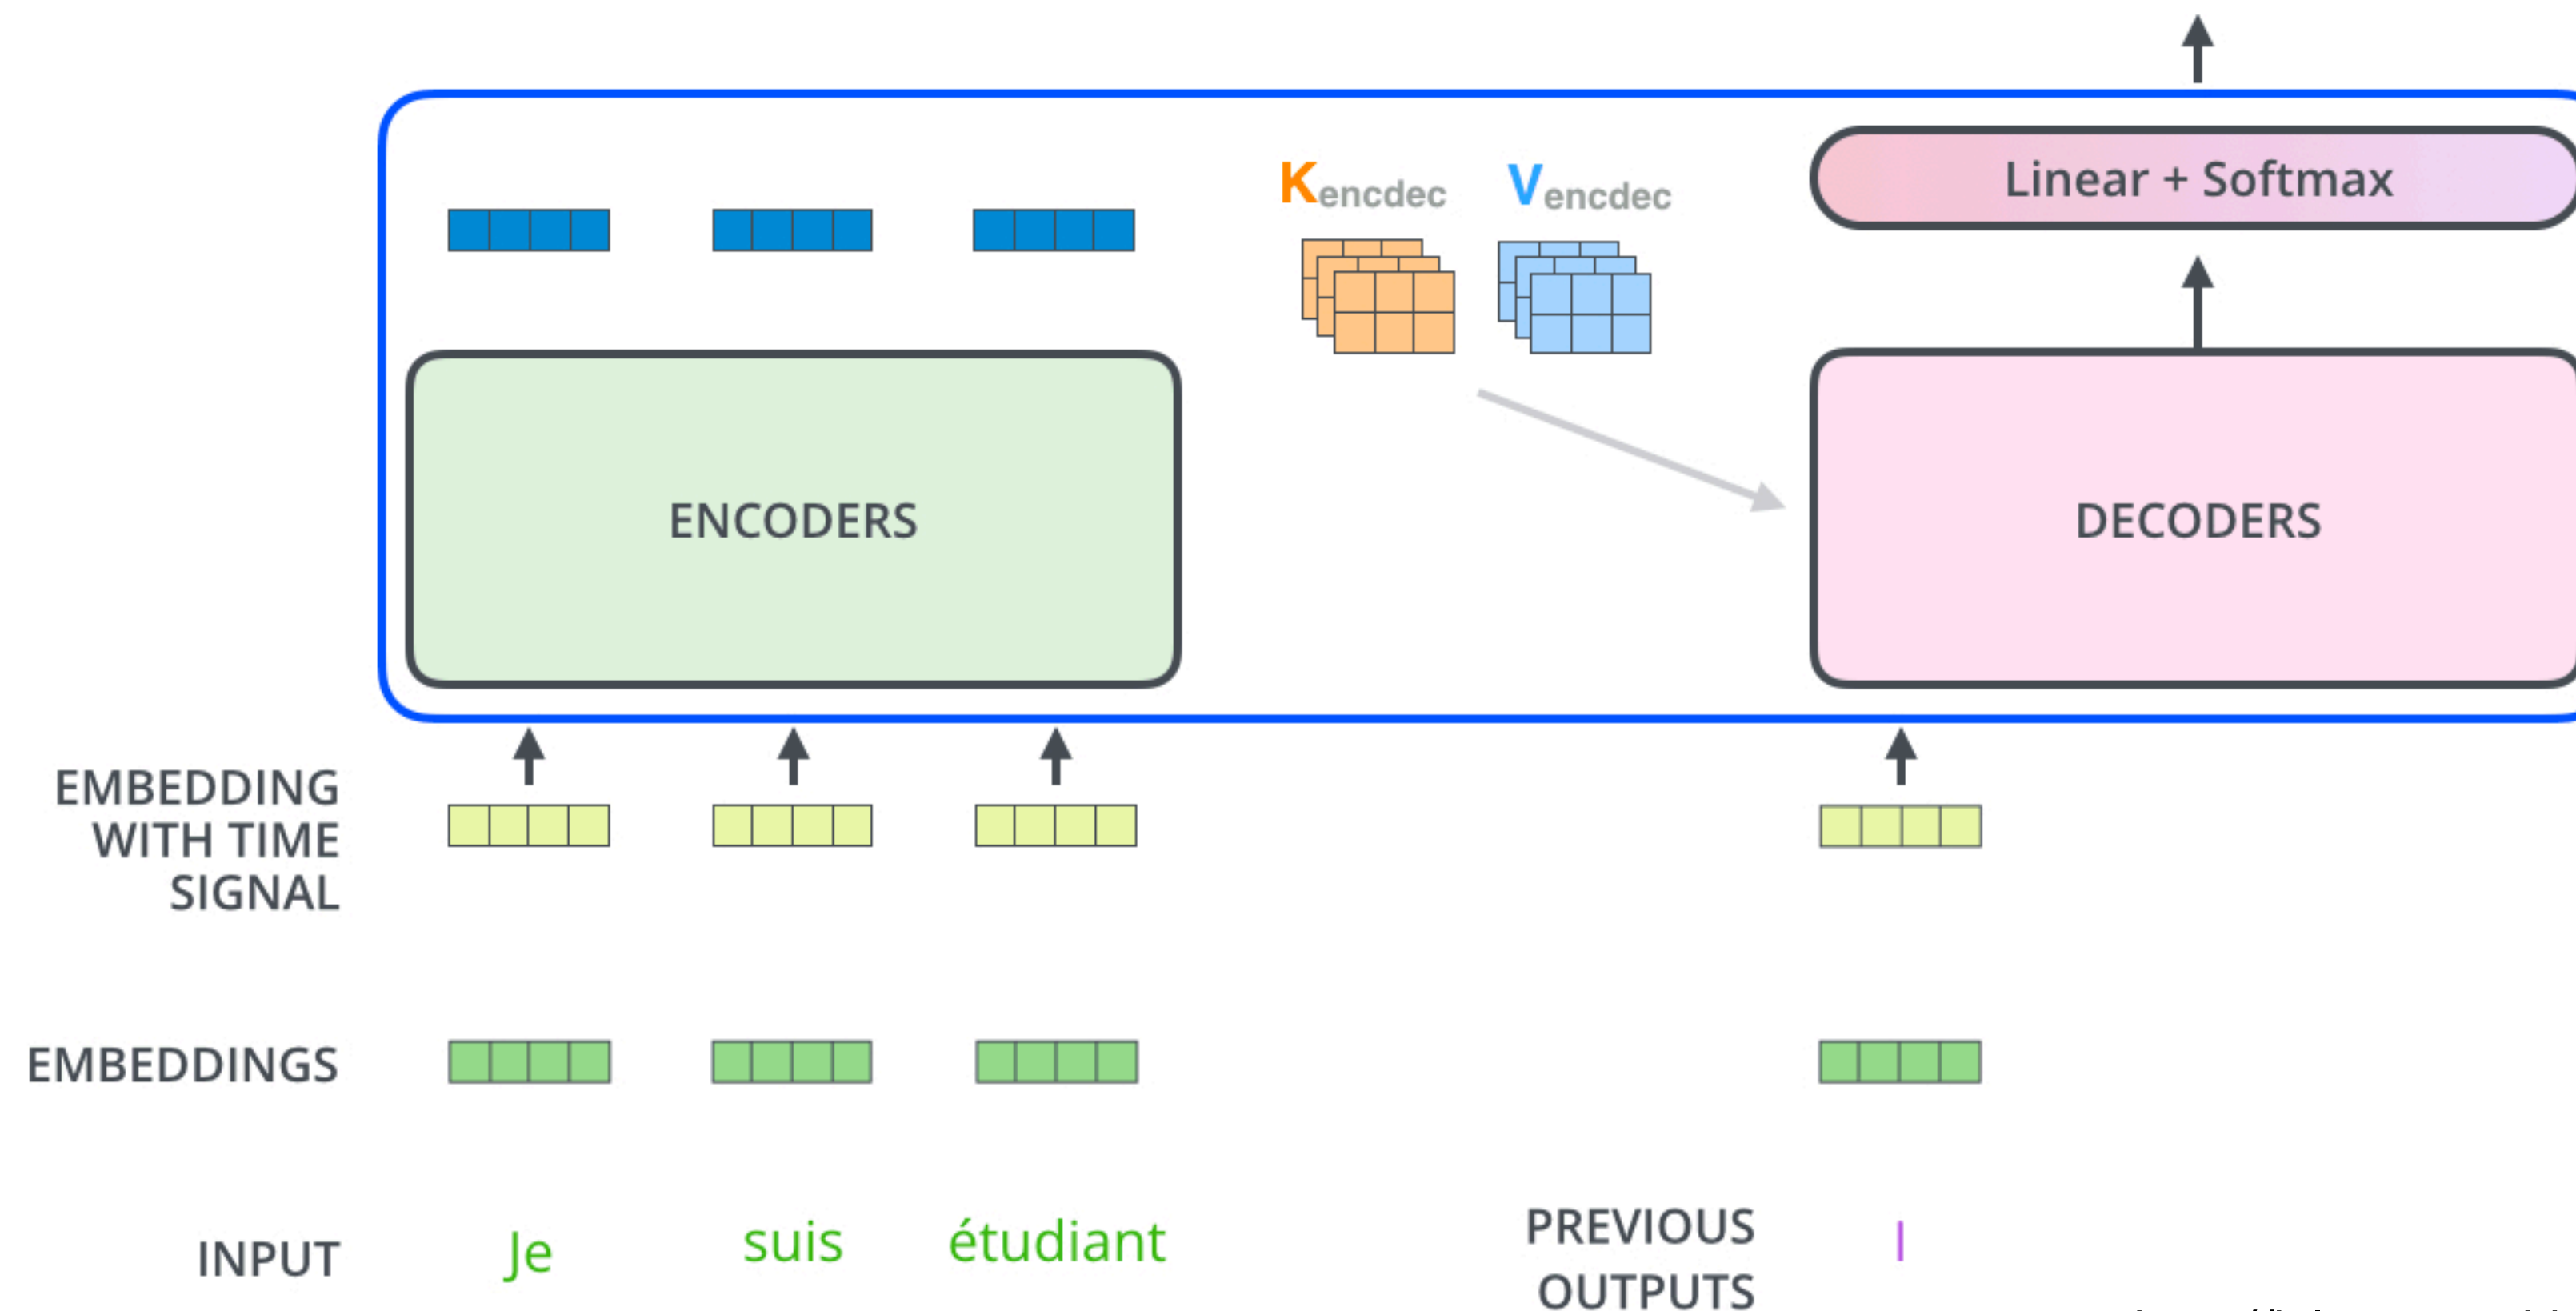 Kencdec Vencdec
Linear + Softmax
ENCODERS
DECODERS
EMBEDDING
WITH TIME
SIGNAL
EMBEDDINGS
INPUT Je suis étudiant
PREVIOUS
OUTPUTS
I